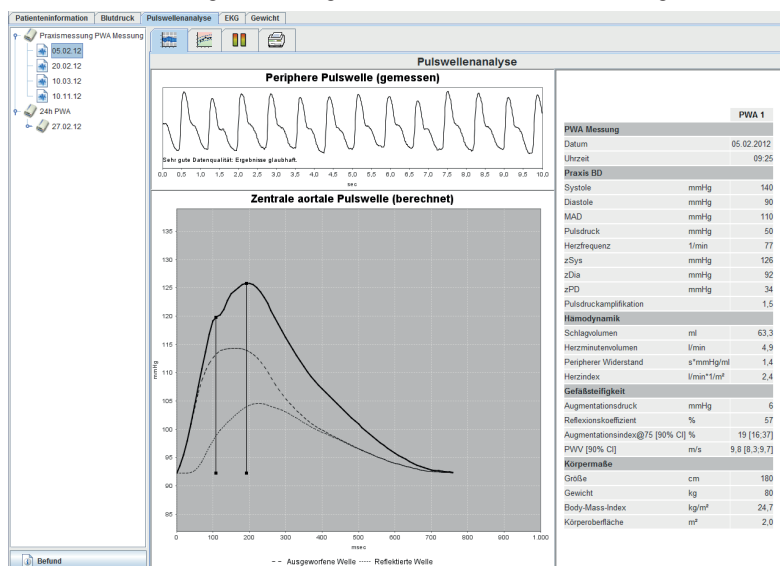 Patienteninformation Blutdruck Pulswellenanalyse EKG Gewicht
Praxismessung PWA Messung
05.02.12
20.02.12
10.03.12
10.11.12
24h PWA
27.02.12
Befund
Pulswellenanalyse
Periphere Pulswelle (gemessen)
Sehr gute Datenqualität: Ergebnisse glaubhaft.
0,0 0,5 1,0 1,5 2,0 2,5 3,0 3,5 4,0 4,5 5,0 5,5 6,0 6,5 7,0 7,5 8,0 8,5 9,0 9,5 10,0
sec
Zentrale aortale Pulswelle (berechnet)
135
130
125
120
115
110
105
100
95
90
85
mmHg
0 100 200 300 400 500 600 700 800 900 1.000
msec
Ausgeworfene Welle Reflektierte Welle
PWA 1
PWA Messung
Datum 05.02.2012
Uhrzeit 09:25
Praxis BD
Systole mmHg 140
Diastole mmHg 90
MAD mmHg 110
Pulsdruck mmHg 50
Herzfrequenz 1/min 77
zSys mmHg 126
zDia mmHg 92
zPD mmHg 34
Pulsdruckamplifikation 1,5
Hamodynamik
Schlagvolumen ml 63,3
Herzminutenvolumen l/min 4,9
Peripherer Widerstand s*mmHg/ml 1,4
Herzindex l/min*1/m² 2,4
Gefäßsteifigkeit
Augmentationsdruck mmHg 6
Reflexionskoeffizient % 57
Augmentationsindex@75 [90% CI] % 19 [16;37]
PWV [90% CI] m/s 9,8 [8,3;9,7]
Körpermaße
Größe cm 180
Gewicht kg 80
Body-Mass-Index kg/m² 24,7
Körperoberfläche m² 2,0